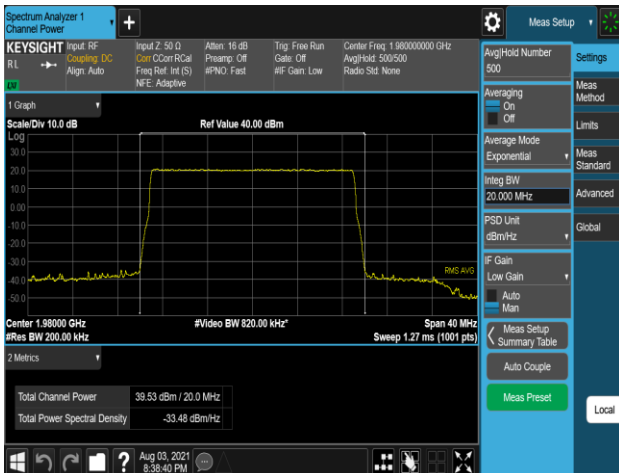 Spectrum Analyzer 1
Channel Power
+
Meas Setup
KEYSIGHT
RL
Input: RF
Coupling: DC
Align: Auto
Input Z: 50 Ω
Corr CCorr RCal
Freq Ref: Int (S)
NFE: Adaptive
Atten: 16 dB
Preamp: Off
#PNO: Fast
Trig: Free Run
Gate: Off
#IF Gain: Low
Center Freq: 1.980000000 GHz
Avg|Hold: 500/500
Radio Std: None
1 Graph
Scale/Div 10.0 dB
Ref Value 40.00 dBm
Log
30.0
20.0
10.0
0.00
-10.0
-20.0
-30.0
-40.0
-50.0
RMS AVG
Center 1.98000 GHz
#Video BW 820.00 kHz*
Span 40 MHz
#Res BW 200.00 kHz
Sweep 1.27 ms (1001 pts)
2 Metrics
Total Channel Power 39.53 dBm / 20.0 MHz
Total Power Spectral Density -33.48 dBm/Hz
?
Aug 03, 2021
8:38:40 PM
Avg|Hold Number
500
Averaging
On
Off
Average Mode
Exponential
Integ BW
20.000 MHz
PSD Unit
dBm/Hz
IF Gain
Low Gain
Auto
Man
Meas Setup
Summary Table
Auto Couple
Meas Preset
Settings
Meas
Method
Limits
Meas
Standard
Advanced
Global
Local